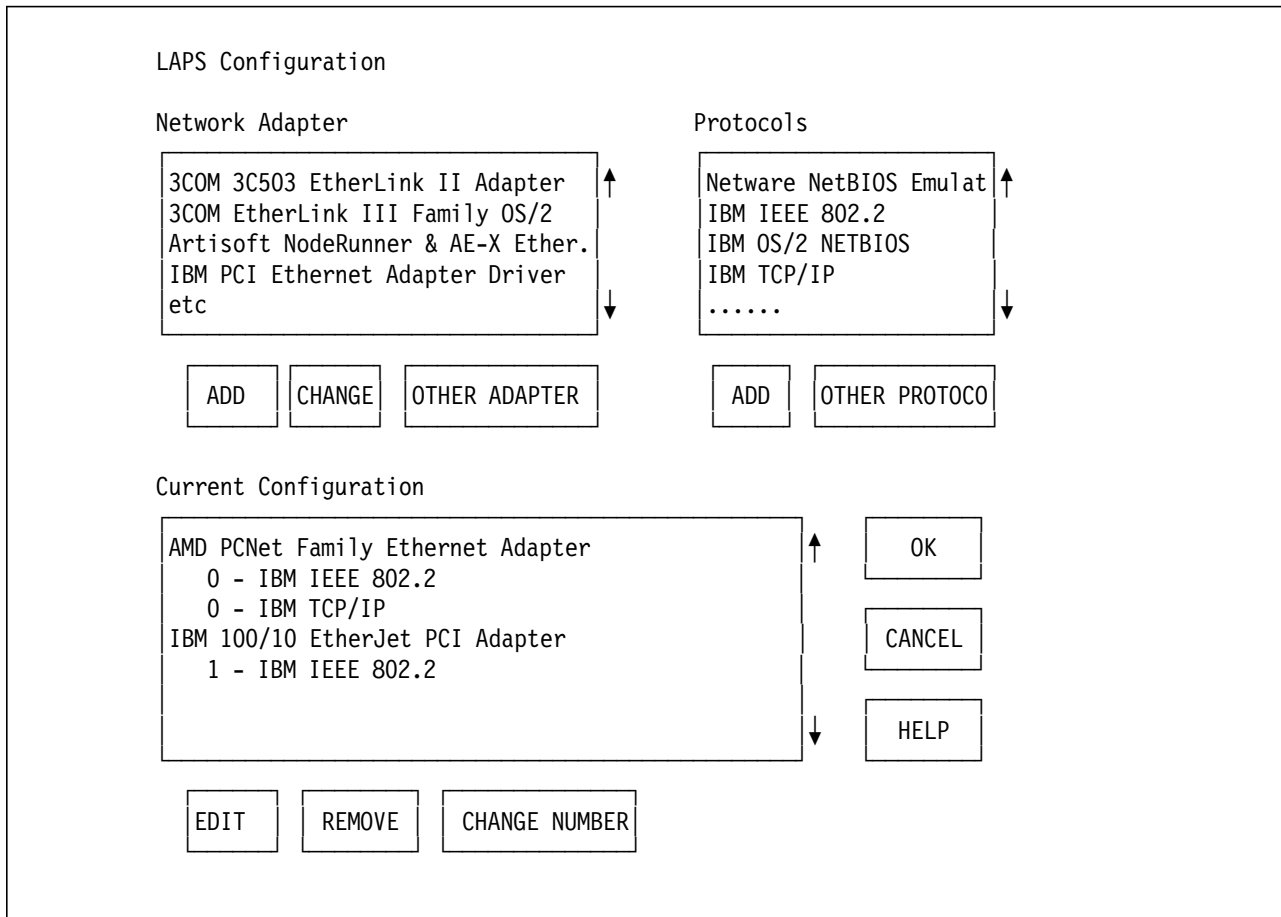 LAPS Configuration
Network Adapter
3COM 3C503 EtherLink II Adapter
3COM EtherLink III Family OS/2
Artisoft NodeRunner & AE-X Ether.
IBM PCI Ethernet Adapter Driver
etc
ADD
CHANGE
OTHER ADAPTER
Protocols
Netware NetBIOS Emulat
IBM IEEE 802.2
IBM OS/2 NETBIOS
IBM TCP/IP
......
ADD
OTHER PROTOCO
Current Configuration
AMD PCNet Family Ethernet Adapter
0 - IBM IEEE 802.2
0 - IBM TCP/IP
IBM 100/10 EtherJet PCI Adapter
1 - IBM IEEE 802.2
OK
CANCEL
HELP
EDIT
REMOVE
CHANGE NUMBER